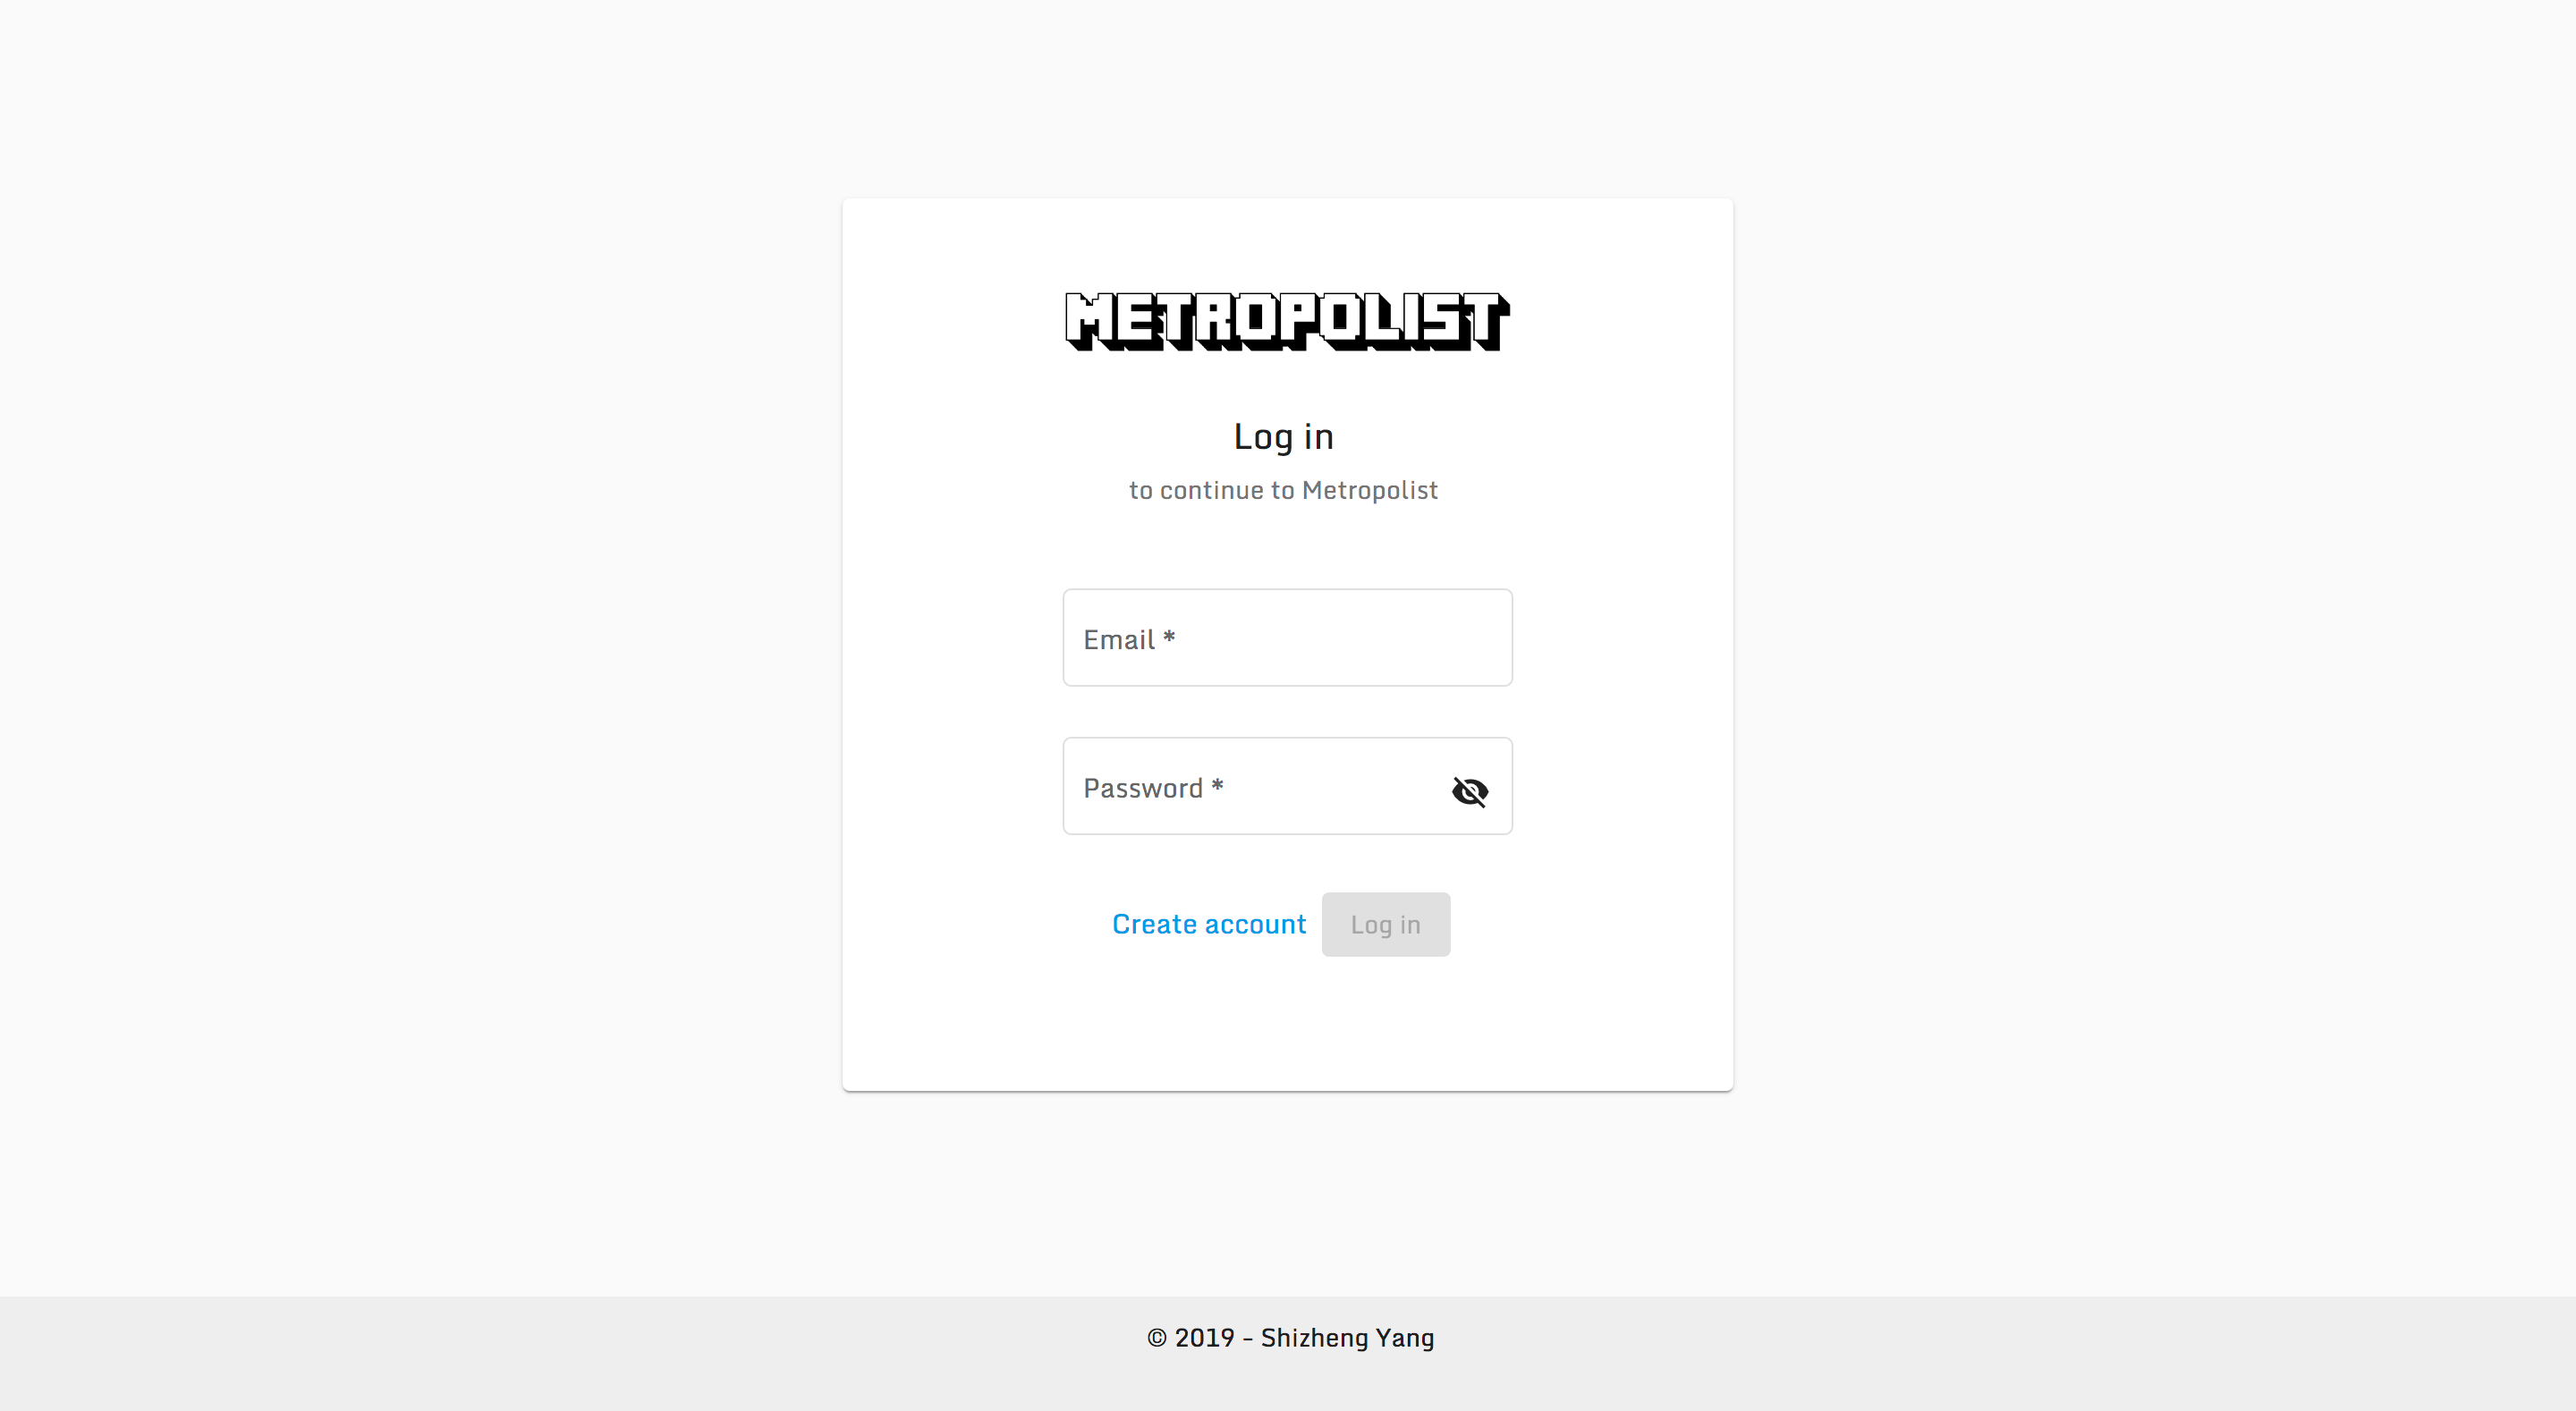 METROPOLIST
Log in
to continue to Metropolist
Email *
Password *
Create account Log in
© 2019 - Shizheng Yang